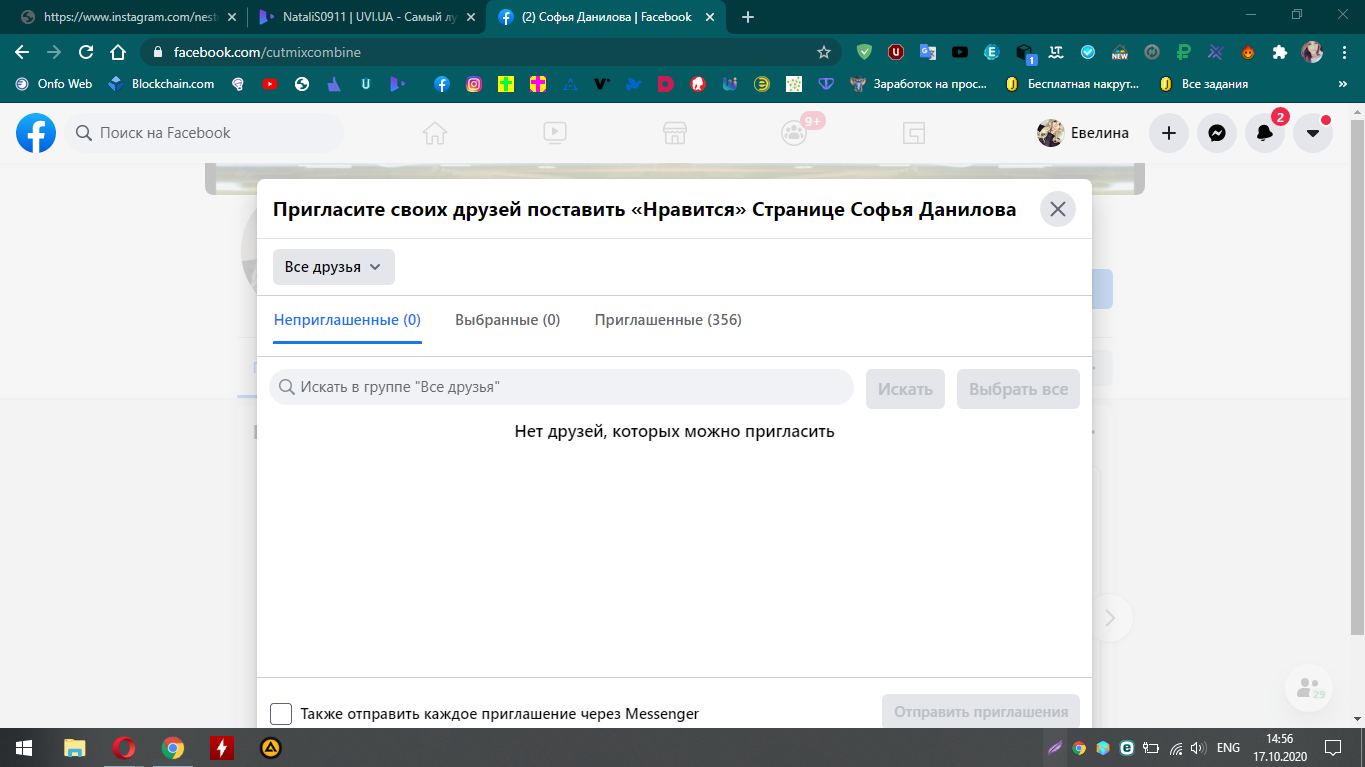 https://www.instagram.com/nest
NataliS0911 | UVI.UA - Самый лу
(2) Софья Данилова | Facebook
facebook.com/cutmixcombine
1
NEW
Onfo Web
Blockchain.com
Заработок на прос...
Бесплатная накрут...
Все задания
Поиск на Facebook
9+
Евелина
2
Пригласите своих друзей поставить «Нравится» Странице Софья Данилова
Все друзья
Неприглашенные (0)
Выбранные (0)
Приглашенные (356)
Искать в группе "Все друзья"
Искать
Выбрать все
Нет друзей, которых можно пригласить
29
Также отправить каждое приглашение через Messenger
Отправить приглашения
ENG
14:56
17.10.2020